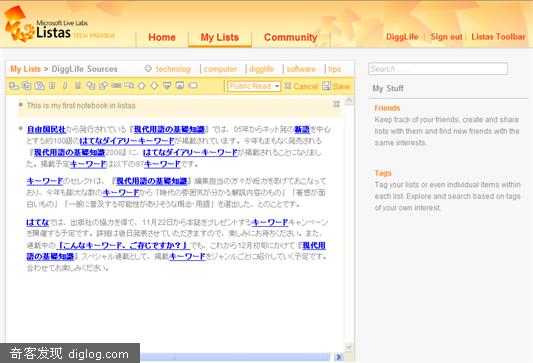 Microsoft Live Labs
Listas TECH PREVIEW
Home | My Lists | Community
DiggLife | Sign out | Listas Toolbar
My Lists > DiggLife Sources
technolog | computer | digglife | software | tips
Search . . .
Public Read
Cancel
Save
My Stuff
This is my first notebook in listas
Friends
Keep track of your friends, create and share
lists with them and find new friends with the
same interests.
Tags
Tag your lists or even individual items within
each list. Explore and search based on tags
of your own interest.
自由国民社から発行されている『現代用語の基礎知識』では、05年からネット発の新語を中心
とする約100語のはてなダイアリーキーワードが掲載されています。今年もまもなく発売される
『現代用語の基礎知識2008』に、はてなダイアリーキーワードが掲載されることになりまし
た。掲載予定キーワードは以下の97キーワードです。
キーワードのセレクトは、『現代用語の基礎知識』編集担当の方々が総力をあげておこなって
おり、今年も膨大な数のキーワードから「時代の雰囲気が分かる解説内容のもの」「着想が面
白いもの」「一般に普及する可能性がありそうな概念・用語」を選出した、とのことです。
はてなでは、出版社の協力を得て、11月22日から本誌をプレゼントするキーワードキャンペーン
を開催する予定です。詳細は後日発表させていただきますので、楽しみにお待ちください。また、
連載中の「こんなキーワード、ご存じですか？」でも、これから12月初旬にかけて『現代用
語の基礎知識』スペシャル連載として、掲載キーワードをジャンルごとに紹介していく予定です。
合わせてお楽しみください。
奇客发现 diglog.com